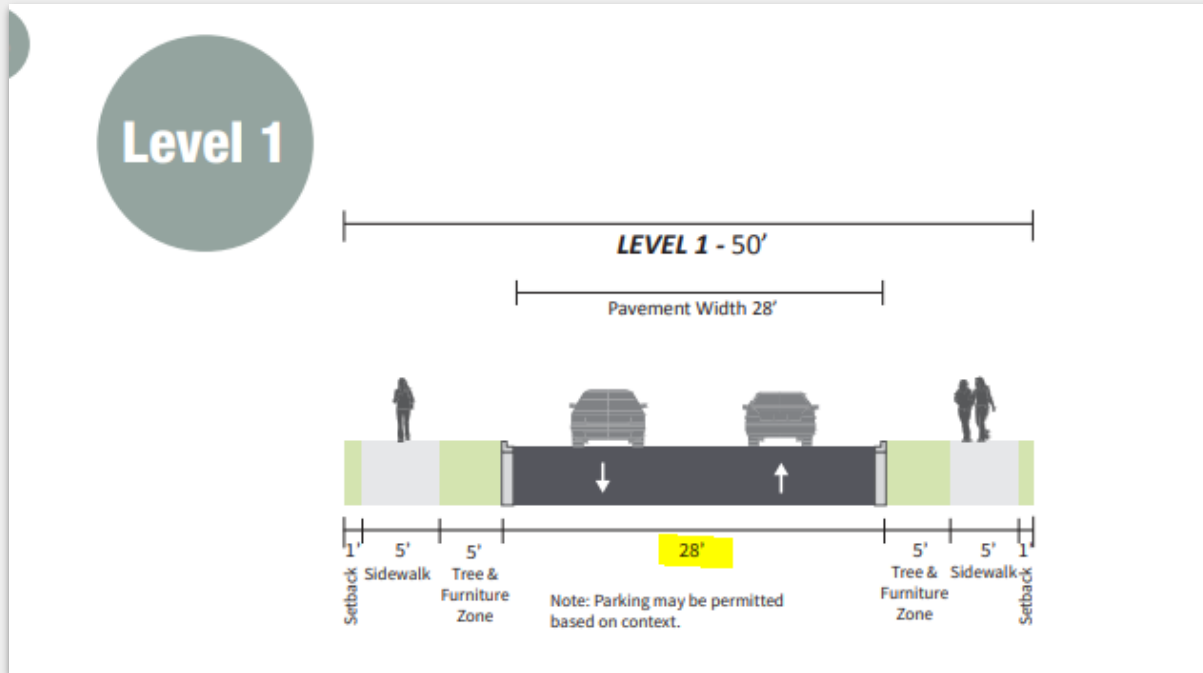 Level 1
LEVEL 1 - 50’
Pavement Width 28’
1’ 5’ 5’ 28’ 5’ 5’ 1’
Setback
Sidewalk
Tree &
Furniture
Zone
Note: Parking may be permitted
based on context.
Tree &
Furniture
Zone
Sidewalk
Setback